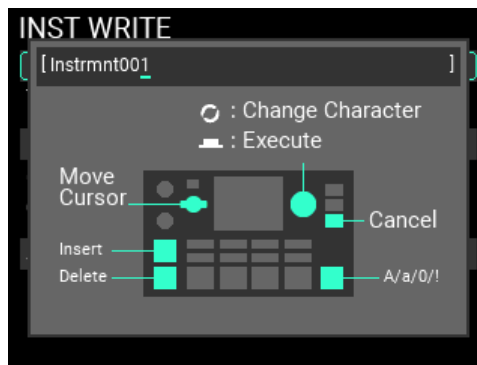 INST WRITE
[Instrmnt001 ]
: Change Character
: Execute
Move
Cursor
Cancel
Insert
Delete
A/a/0/!